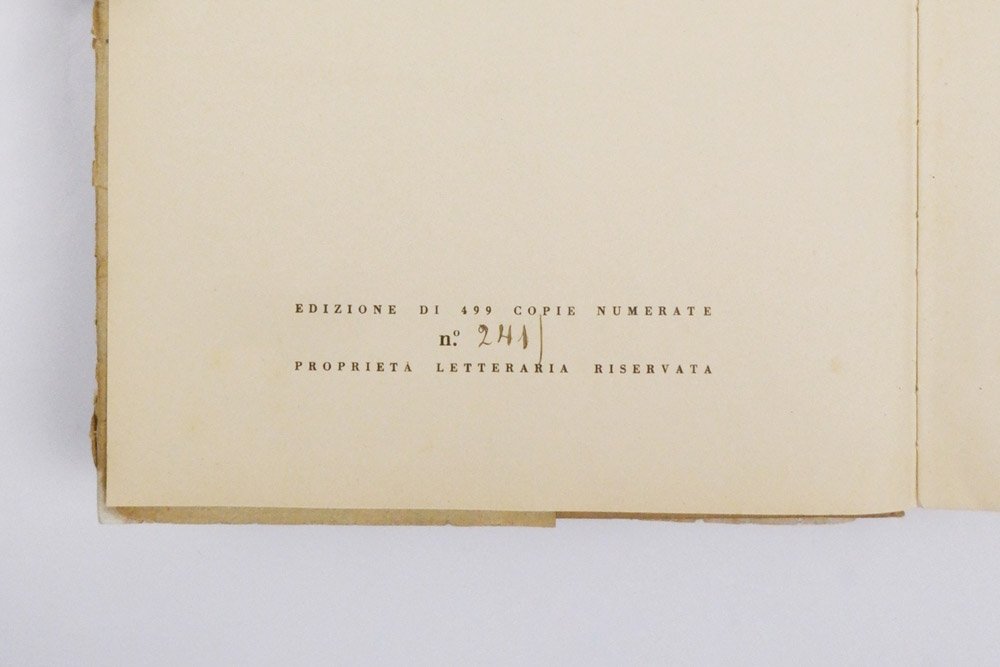 EDIZIONE DI 499 COPIE NUMERATE
n.º 241
PROPRIETÀ LETTERARIA RISERVATA